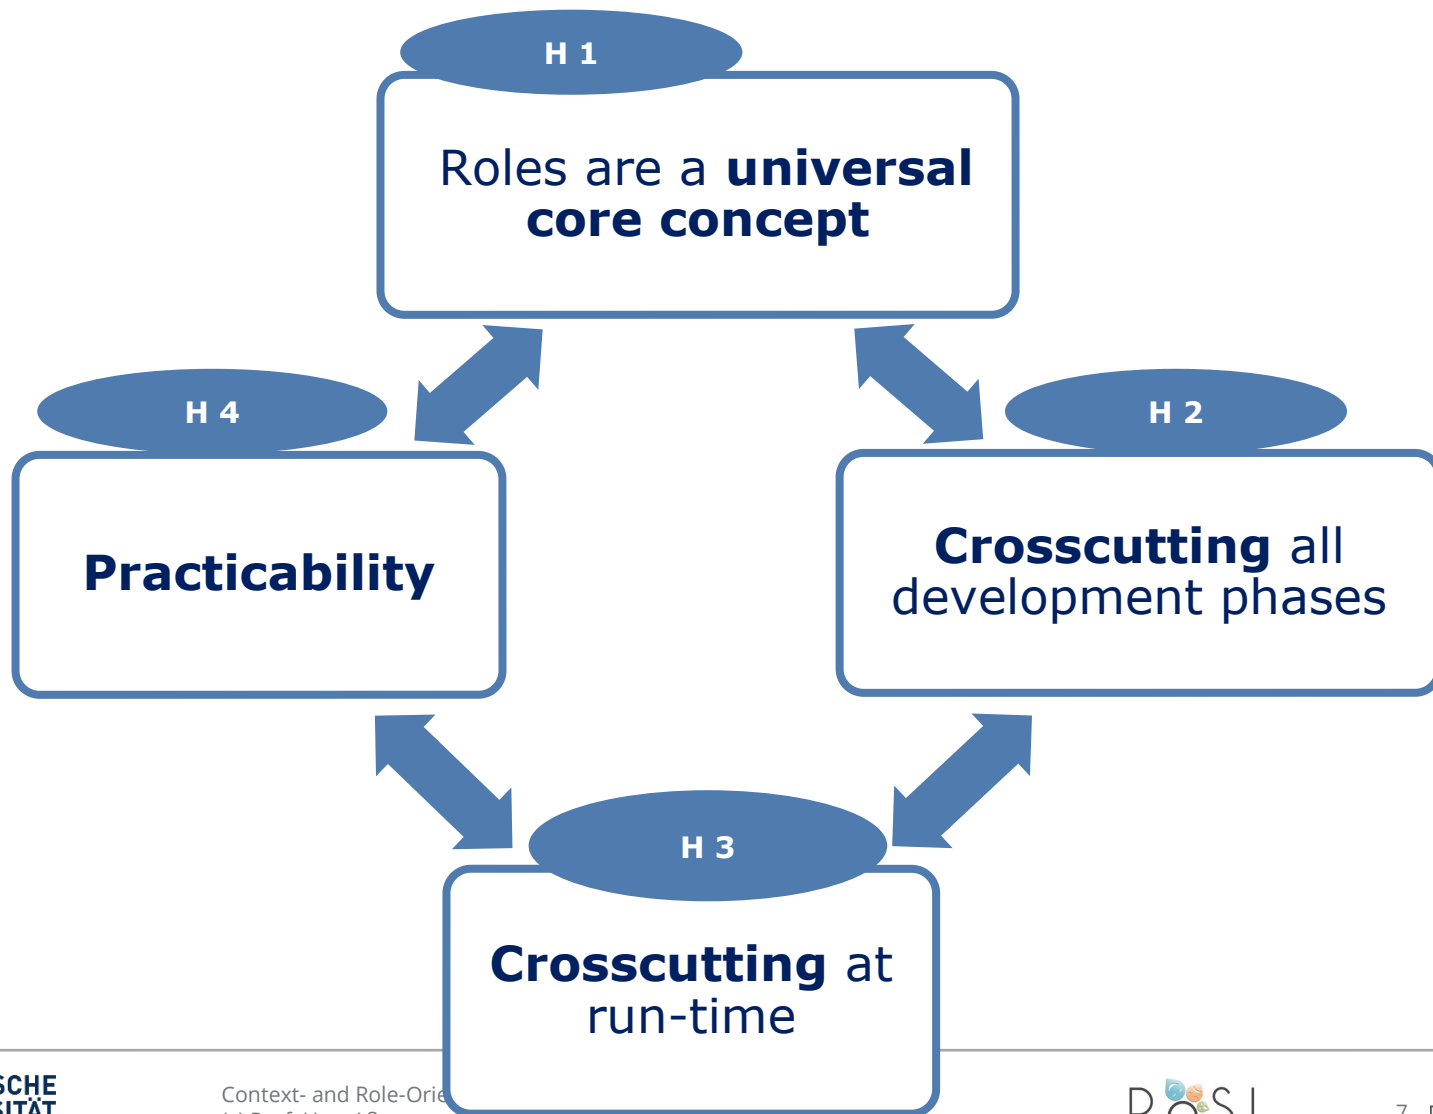 H 1
Roles are a universal
core concept
H 4
H 2
Practicability
Crosscutting all
development phases
H 3
Crosscutting at
run-time
Context- and Role-Orie
7